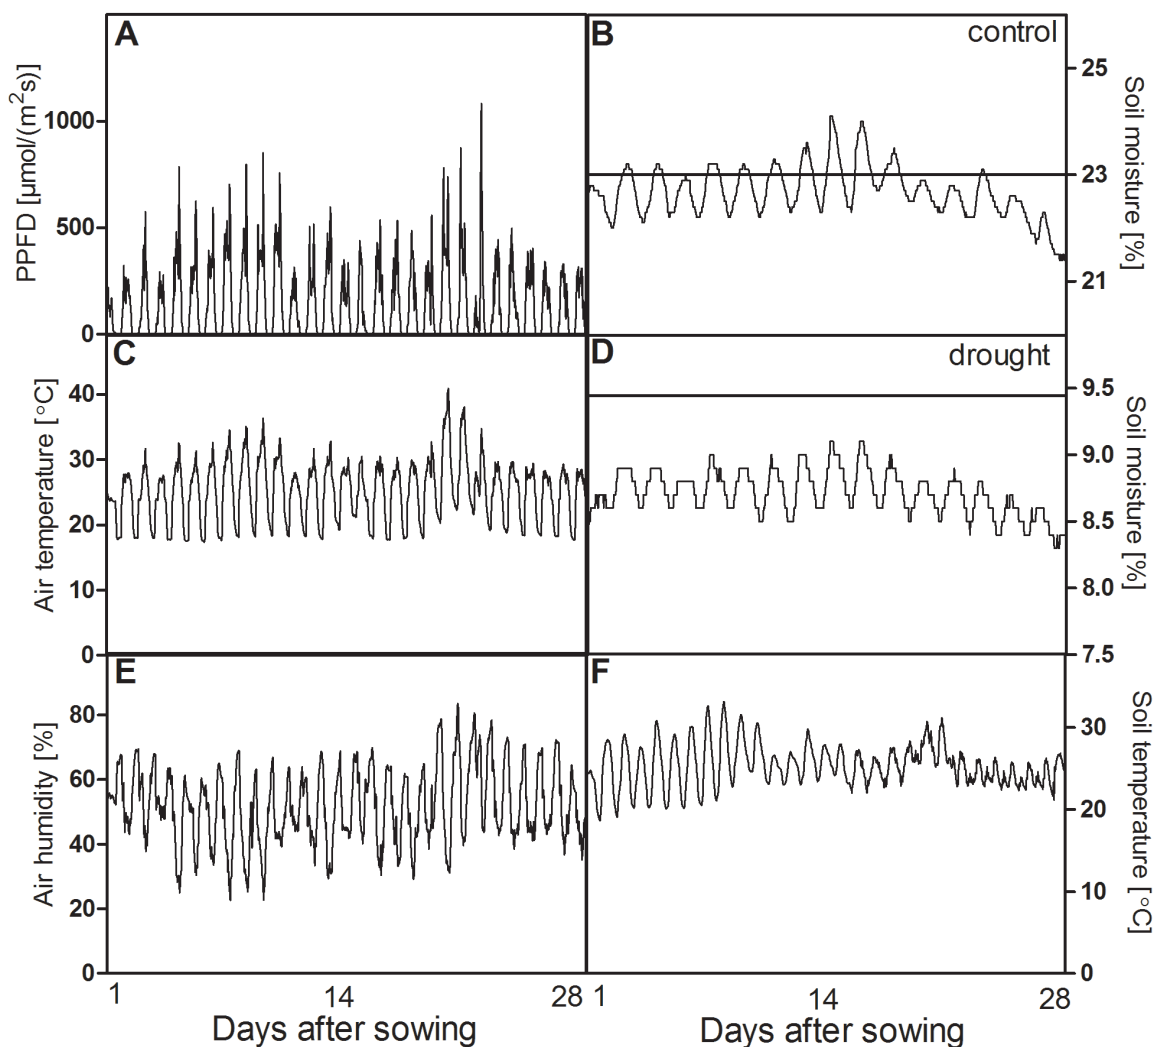 A
PPFD [µmol/(m²s)]
1000
500
0
B
control
25
23
21
Soil moisture [%]
C
Air temperature [°C]
40
30
20
10
0
D
drought
9.5
9.0
8.5
8.0
7.5
Soil moisture [%]
E
Air humidity [%]
80
60
40
20
0
F
30
20
10
0
Soil temperature [°C]
1 14 28
1 14 28
Days after sowing
Days after sowing